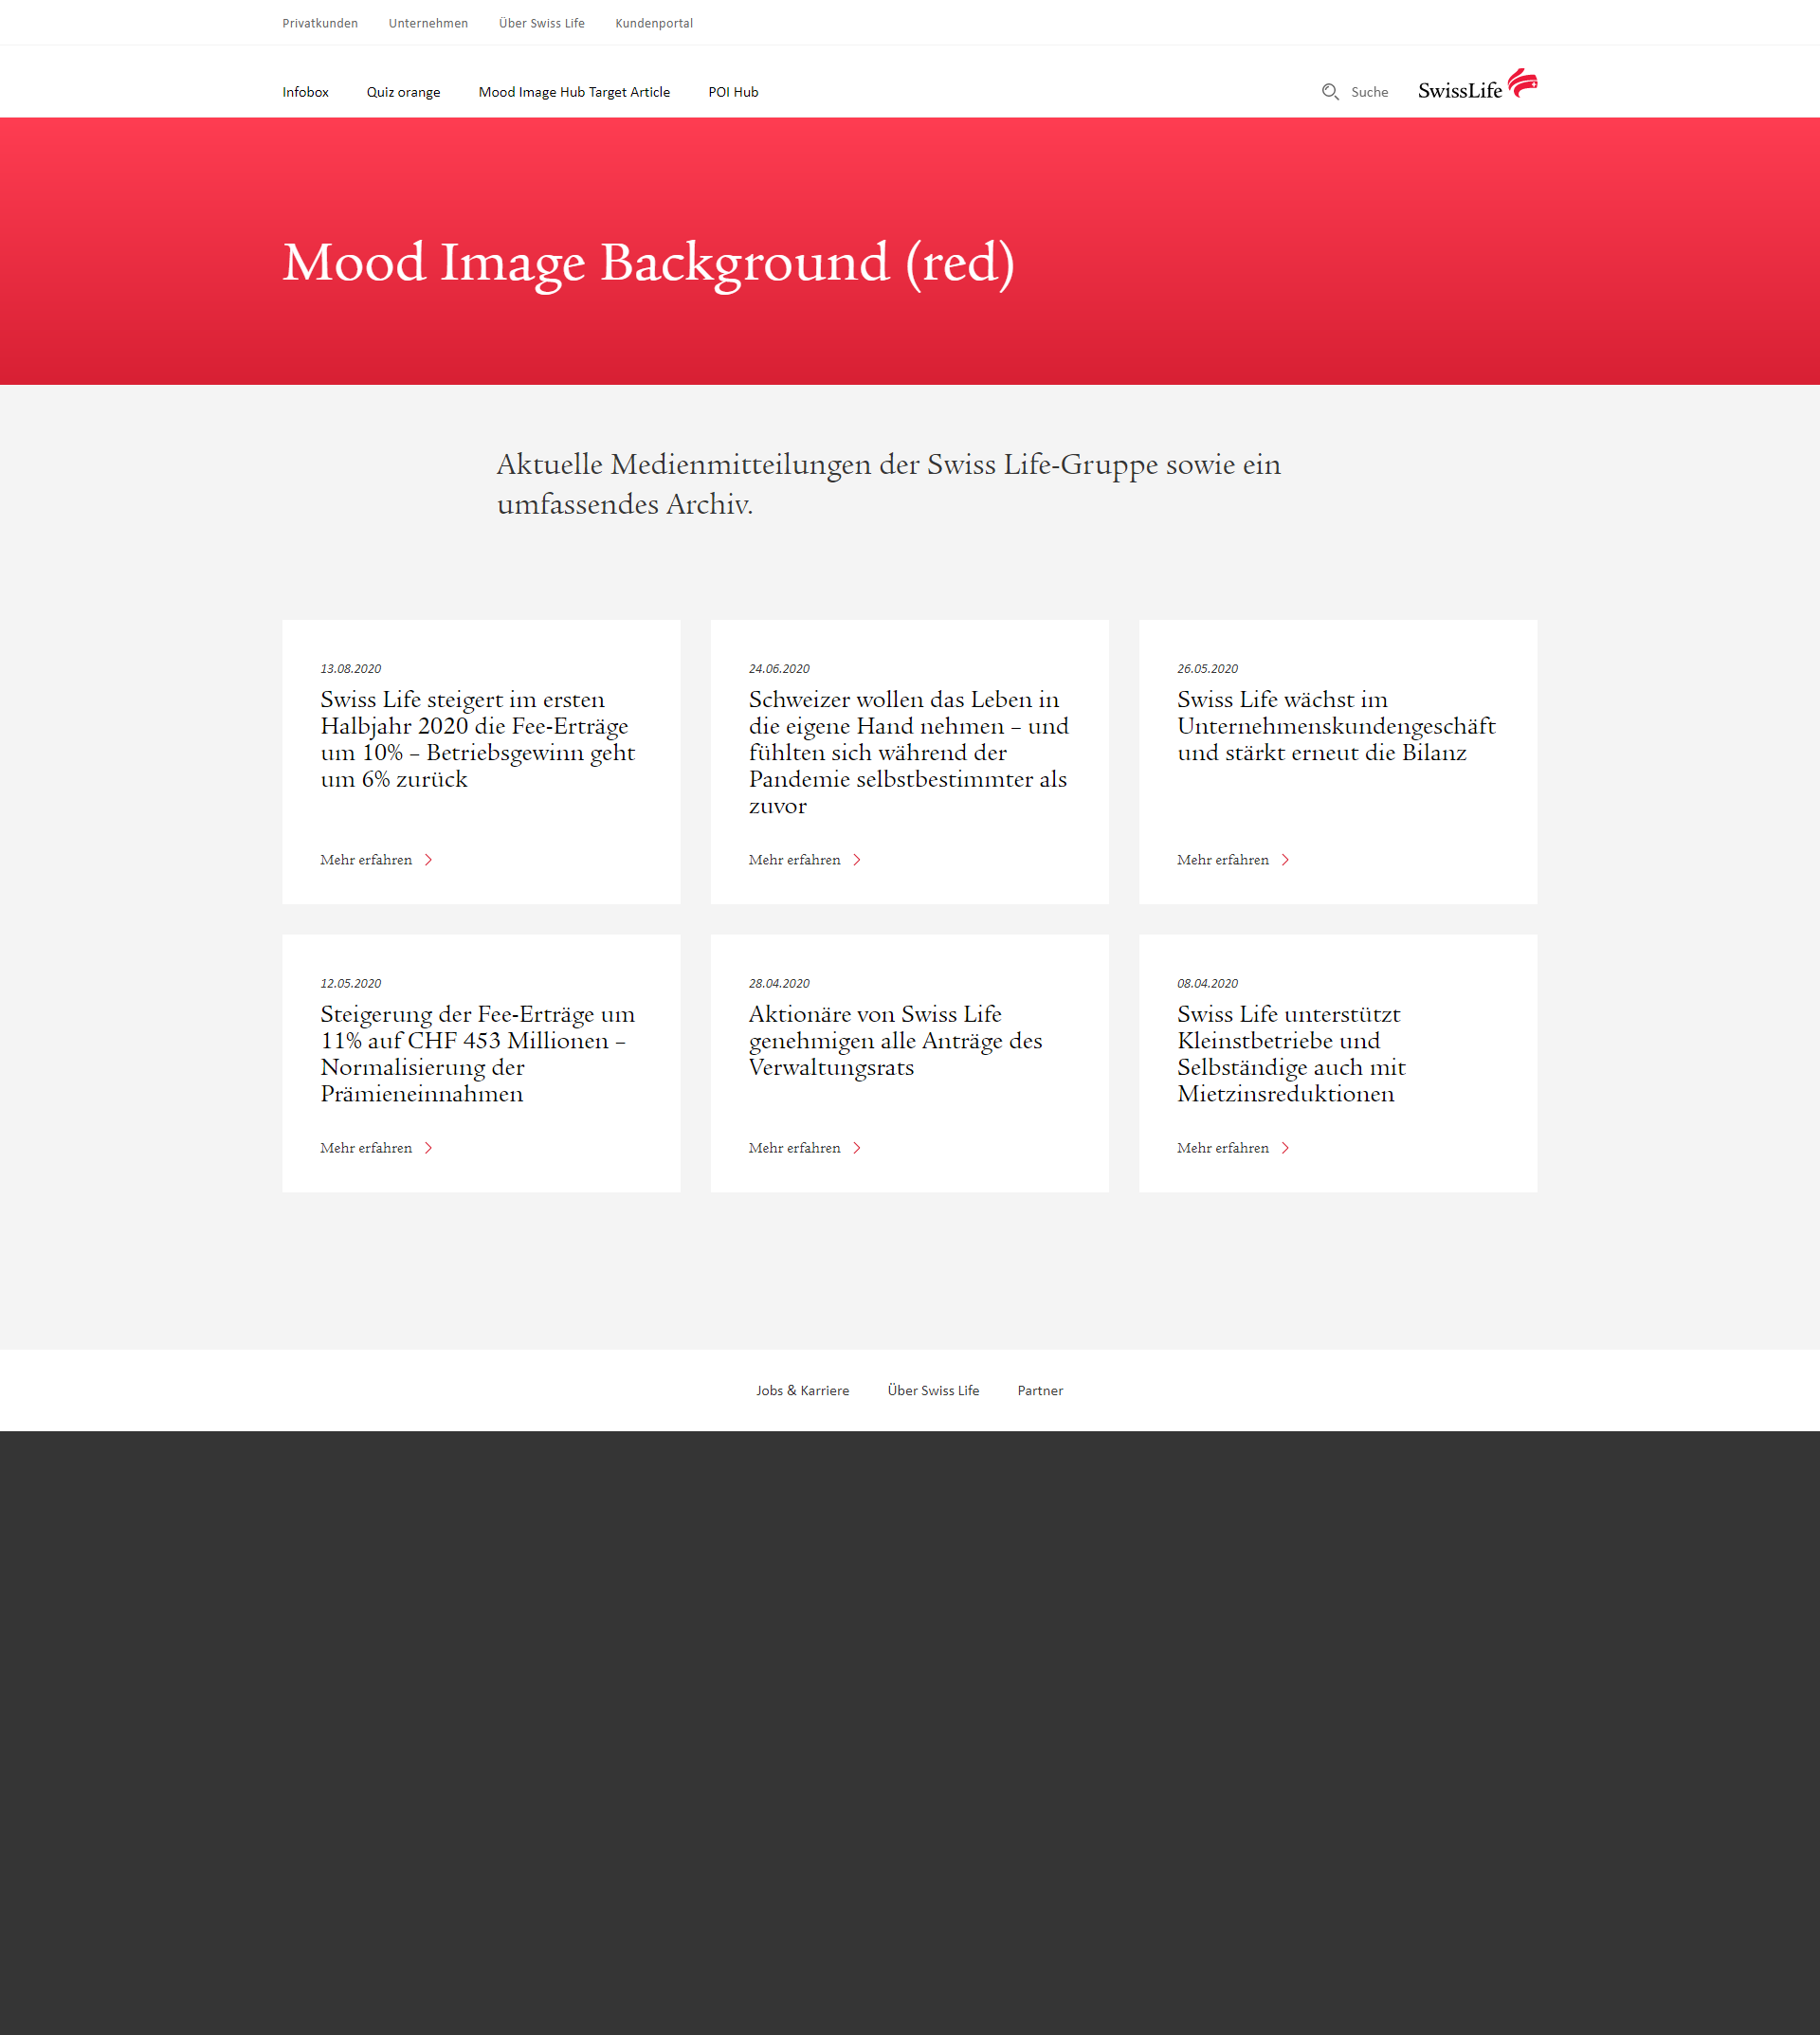 Privatkunden Unternehmen Über Swiss Life Kundenportal
Infobox Quiz orange Mood Image Hub Target Article POI Hub Suche SwissLife
Mood Image Background (red)
Aktuelle Medienmitteilungen der Swiss Life-Gruppe sowie ein
umfassendes Archiv.
13.08.2020
Swiss Life steigert im ersten
Halbjahr 2020 die Fee-Erträge
um 10% – Betriebsgewinn geht
um 6% zurück
Mehr erfahren
24.06.2020
Schweizer wollen das Leben in
die eigene Hand nehmen – und
fühlten sich während der
Pandemie selbstbestimmter als
zuvor
Mehr erfahren
26.05.2020
Swiss Life wächst im
Unternehmenskundengeschäft
und stärkt erneut die Bilanz
Mehr erfahren
12.05.2020
Steigerung der Fee-Erträge um
11% auf CHF 453 Millionen –
Normalisierung der
Prämieneinnahmen
Mehr erfahren
28.04.2020
Aktionäre von Swiss Life
genehmigen alle Anträge des
Verwaltungsrats
Mehr erfahren
08.04.2020
Swiss Life unterstützt
Kleinstbetriebe und
Selbständige auch mit
Mietzinsreduktionen
Mehr erfahren
Jobs & Karriere Über Swiss Life Partner